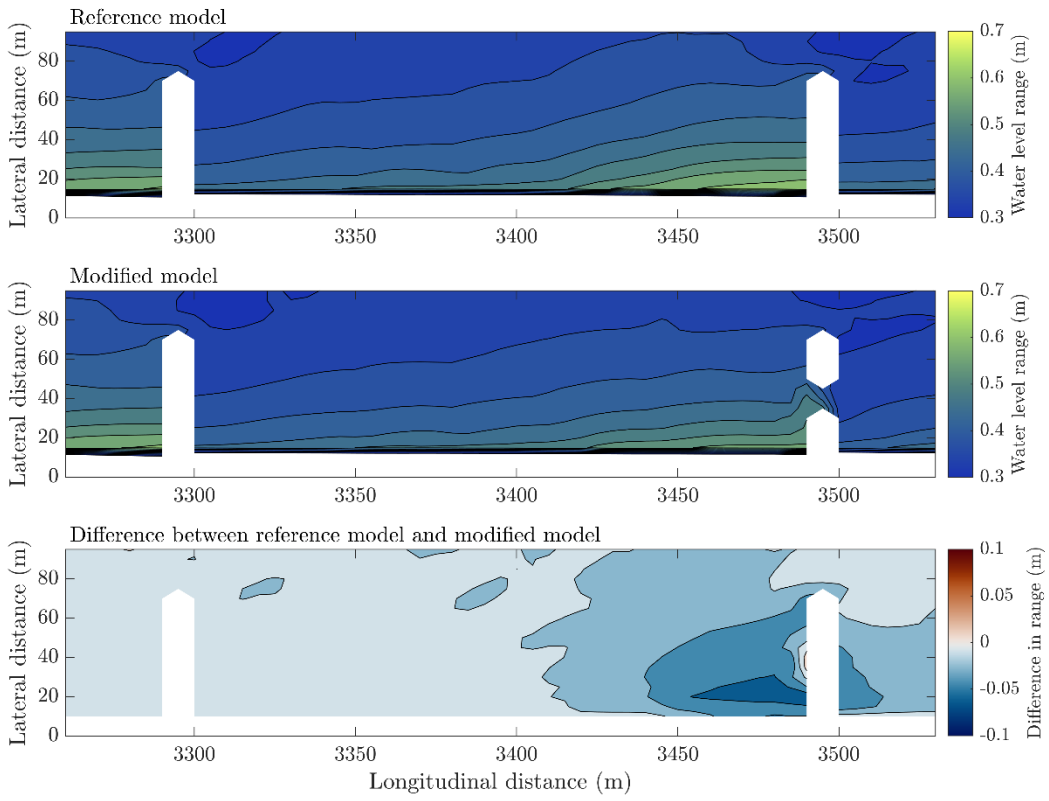 Reference model
Lateral distance (m)
80
60
40
20
0
3300 3350 3400 3450 3500
0.7
0.6
0.5
0.4
0.3
Water level range (m)
Modified model
Lateral distance (m)
80
60
40
20
0
3300 3350 3400 3450 3500
0.7
0.6
0.5
0.4
0.3
Water level range (m)
Difference between reference model and modified model
Lateral distance (m)
80
60
40
20
0
3300 3350 3400 3450 3500
Longitudinal distance (m)
0.1
0.05
0
-0.05
-0.1
Difference in range (m)